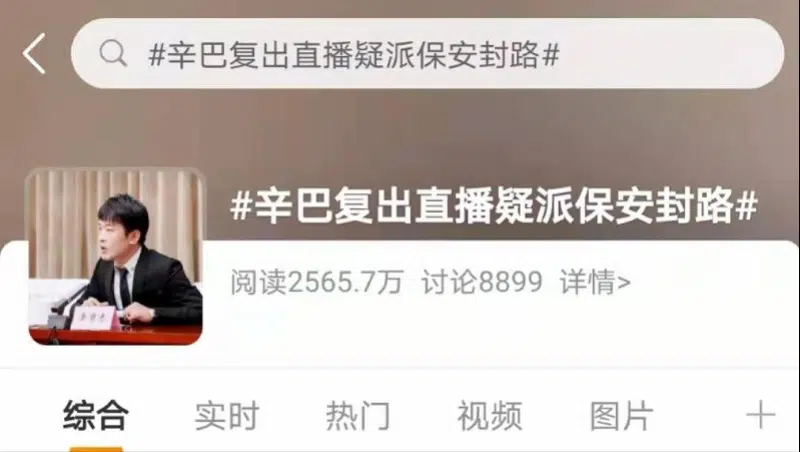 #辛巴复出直播疑派保安封路#
#辛巴复出直播疑派保安封路#
阅读2565.7万 讨论8899 详情>
综合 实时 热门 视频 图片